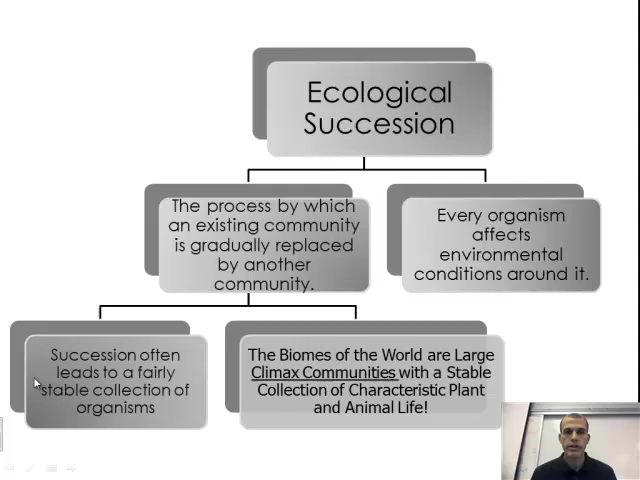 Ecological
Succession
The process by which
an existing community
is gradually replaced
by another
community.
Every organism
affects
environmental
conditions around it.
Succession often
leads to a fairly
stable collection of
organisms
The Biomes of the World are Large
Climax Communities with a Stable
Collection of Characteristic Plant
and Animal Life!